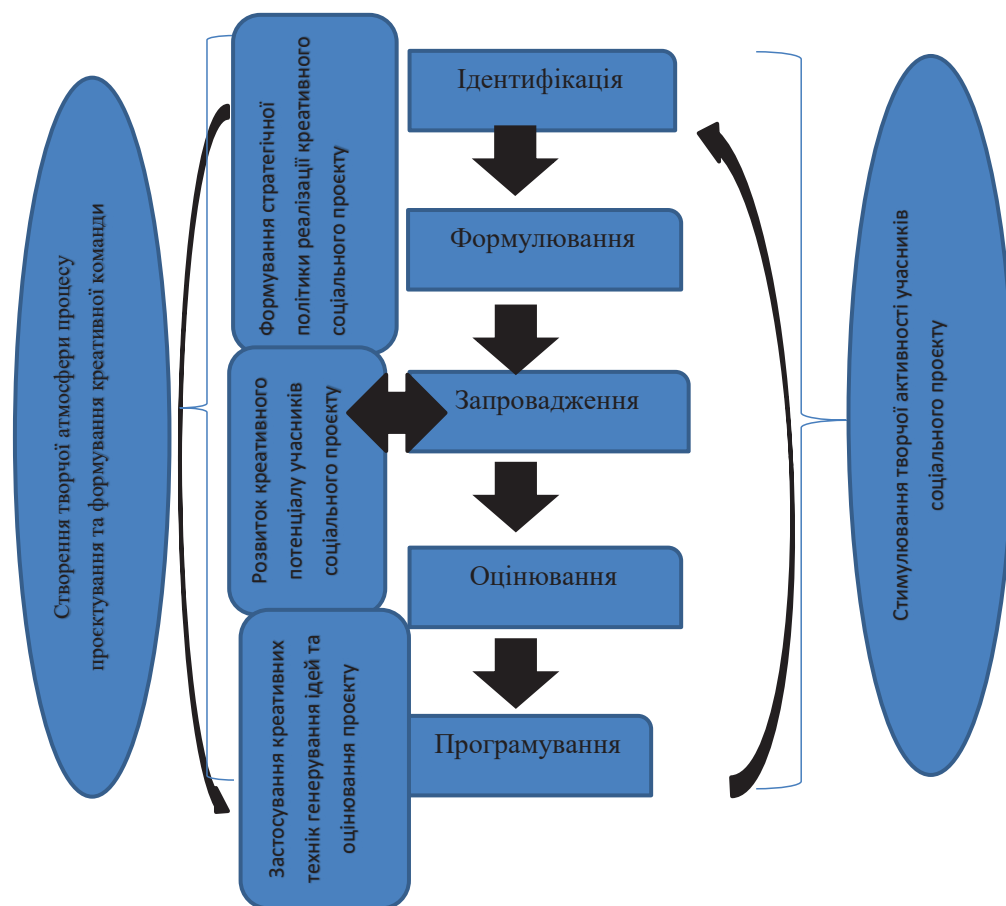 Створення творчої атмосфери процесу
проєктування та формування креативної команди
Формування стратегічної
політики реалізації креативного
соціального проєкту
Розвиток креативного
потенціалу учасників
соціального проєкту
Застосування креативних
технік генерування ідей та
оцінювання проєкту
Ідентифікація
Формулювання
Запровадження
Оцінювання
Програмування
Стимулювання творчої активності учасників
соціального проєкту